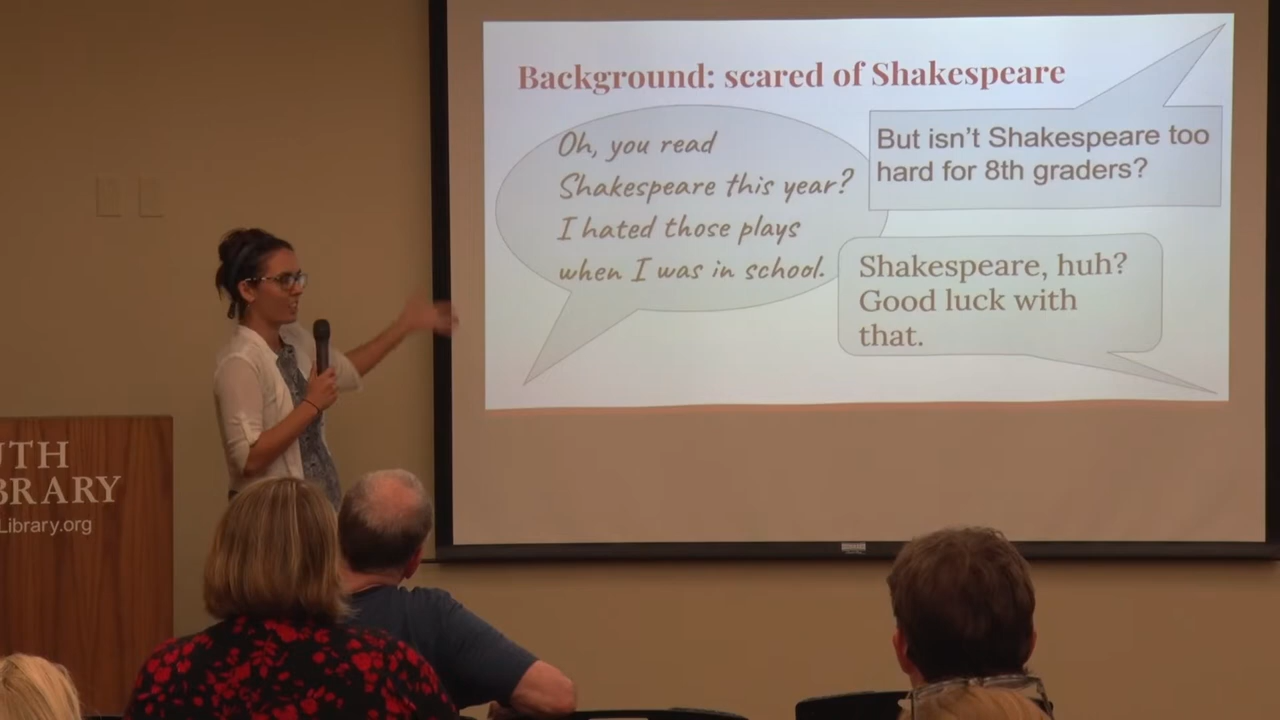 Background: scared of Shakespeare
Oh, you read
Shakespeare this year?
I hated those plays
when I was in school.
But isn't Shakespeare too
hard for 8th graders?
Shakespeare, huh?
Good luck with
that.
UTH
BRARY
Library.org